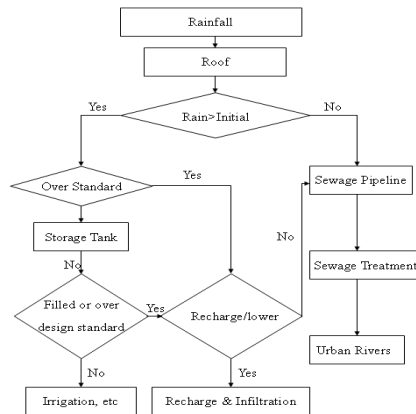 Rainfall
Roof
Yes
No
Rain>Initial
Over Standard
Yes
Sewage Pipeline
Storage Tank
No
No
Sewage Treatment
Filled or over
design standard
Yes
Recharge/lower
Urban Rivers
No
Yes
Irrigation, etc
Recharge & Infiltration